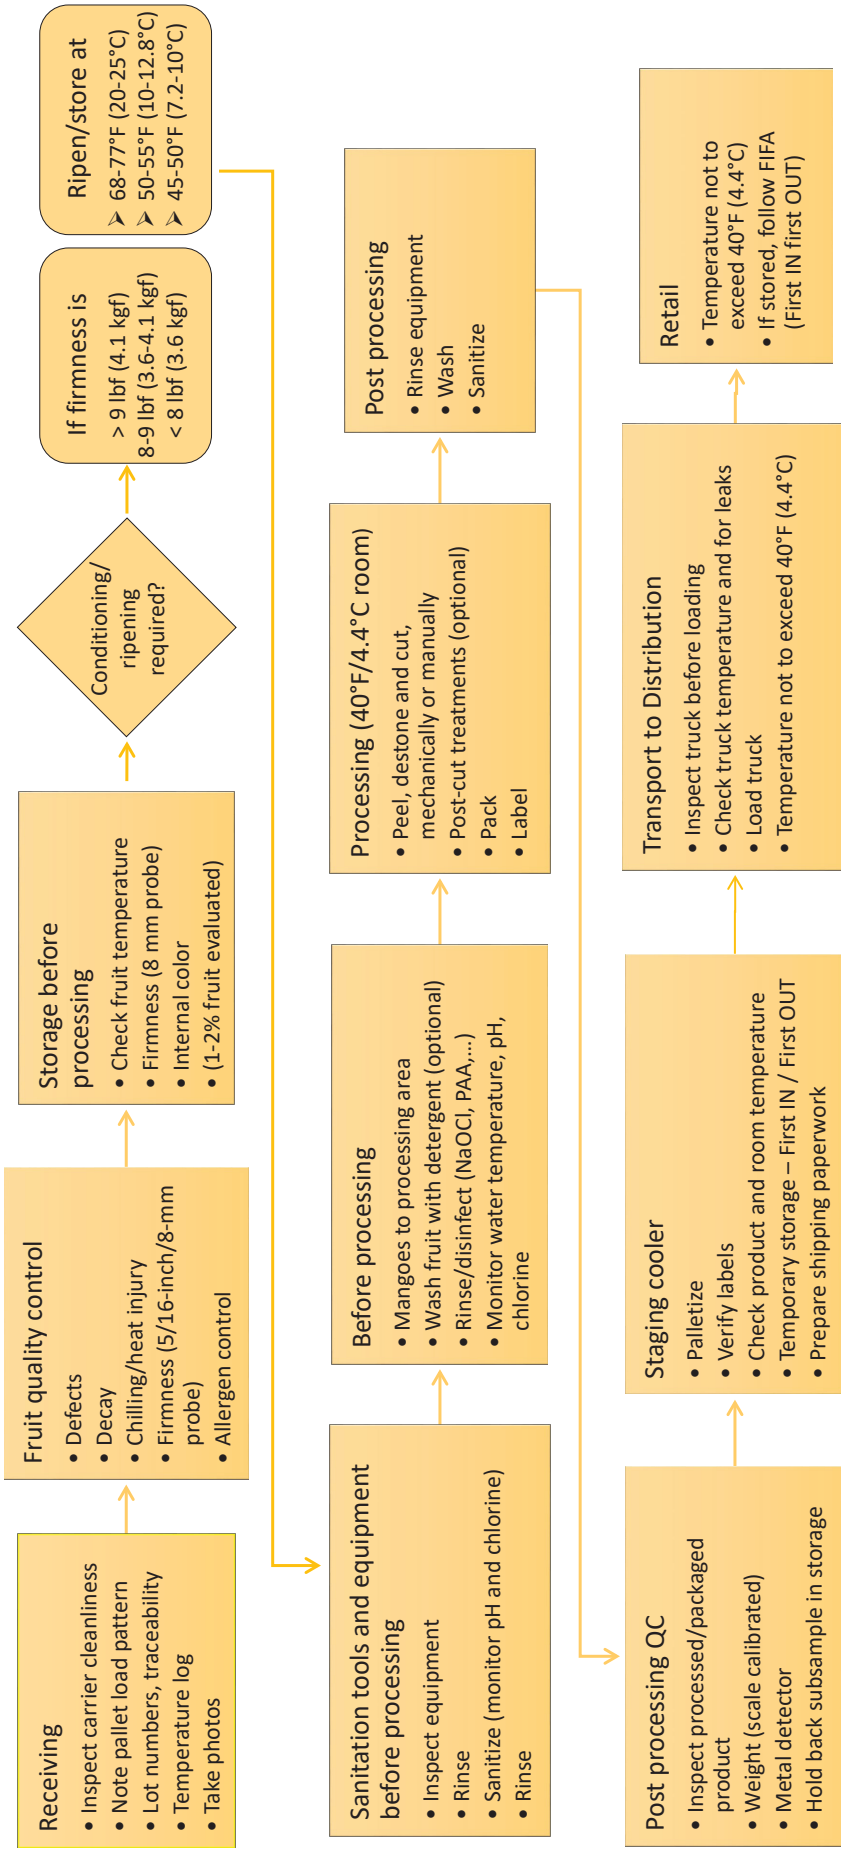 Receiving
• Inspect carrier cleanliness
• Note pallet load pattern
• Lot numbers, traceability
• Temperature log
• Take photos
Fruit quality control
• Defects
• Decay
• Chilling/heat injury
• Firmness (5/16-inch/8-mm
probe)
• Allergen control
Storage before
processing
• Check fruit temperature
• Firmness (8 mm probe)
• Internal color
• (1-2% fruit evaluated)
Conditioning/
ripening
required?
If firmness is
> 9 lbf (4.1 kgf)
8-9 lbf (3.6-4.1 kgf)
< 8 lbf (3.6 kgf)
Ripen/store at
➢ 68-77°F (20-25°C)
➢ 50-55°F (10-12.8°C)
➢ 45-50°F (7.2-10°C)
Sanitation tools and equipment
before processing
• Inspect equipment
• Rinse
• Sanitize (monitor pH and chlorine)
• Rinse
Before processing
• Mangoes to processing area
• Wash fruit with detergent (optional)
• Rinse/disinfect (NaOCl, PAA,...)
• Monitor water temperature, pH,
chlorine
Processing (40°F/4.4°C room)
• Peel, destone and cut,
mechanically or manually
• Post-cut treatments (optional)
• Pack
• Label
Post processing
• Rinse equipment
• Wash
• Sanitize
Post processing QC
• Inspect processed/packaged
product
• Weight (scale calibrated)
• Metal detector
• Hold back subsample in storage
Staging cooler
• Palletize
• Verify labels
• Check product and room temperature
• Temporary storage – First IN / First OUT
• Prepare shipping paperwork
Transport to Distribution
• Inspect truck before loading
• Check truck temperature and for leaks
• Load truck
• Temperature not to exceed 40°F (4.4°C)
Retail
• Temperature not to
exceed 40°F (4.4°C)
• If stored, follow FIFA
(First IN first OUT)